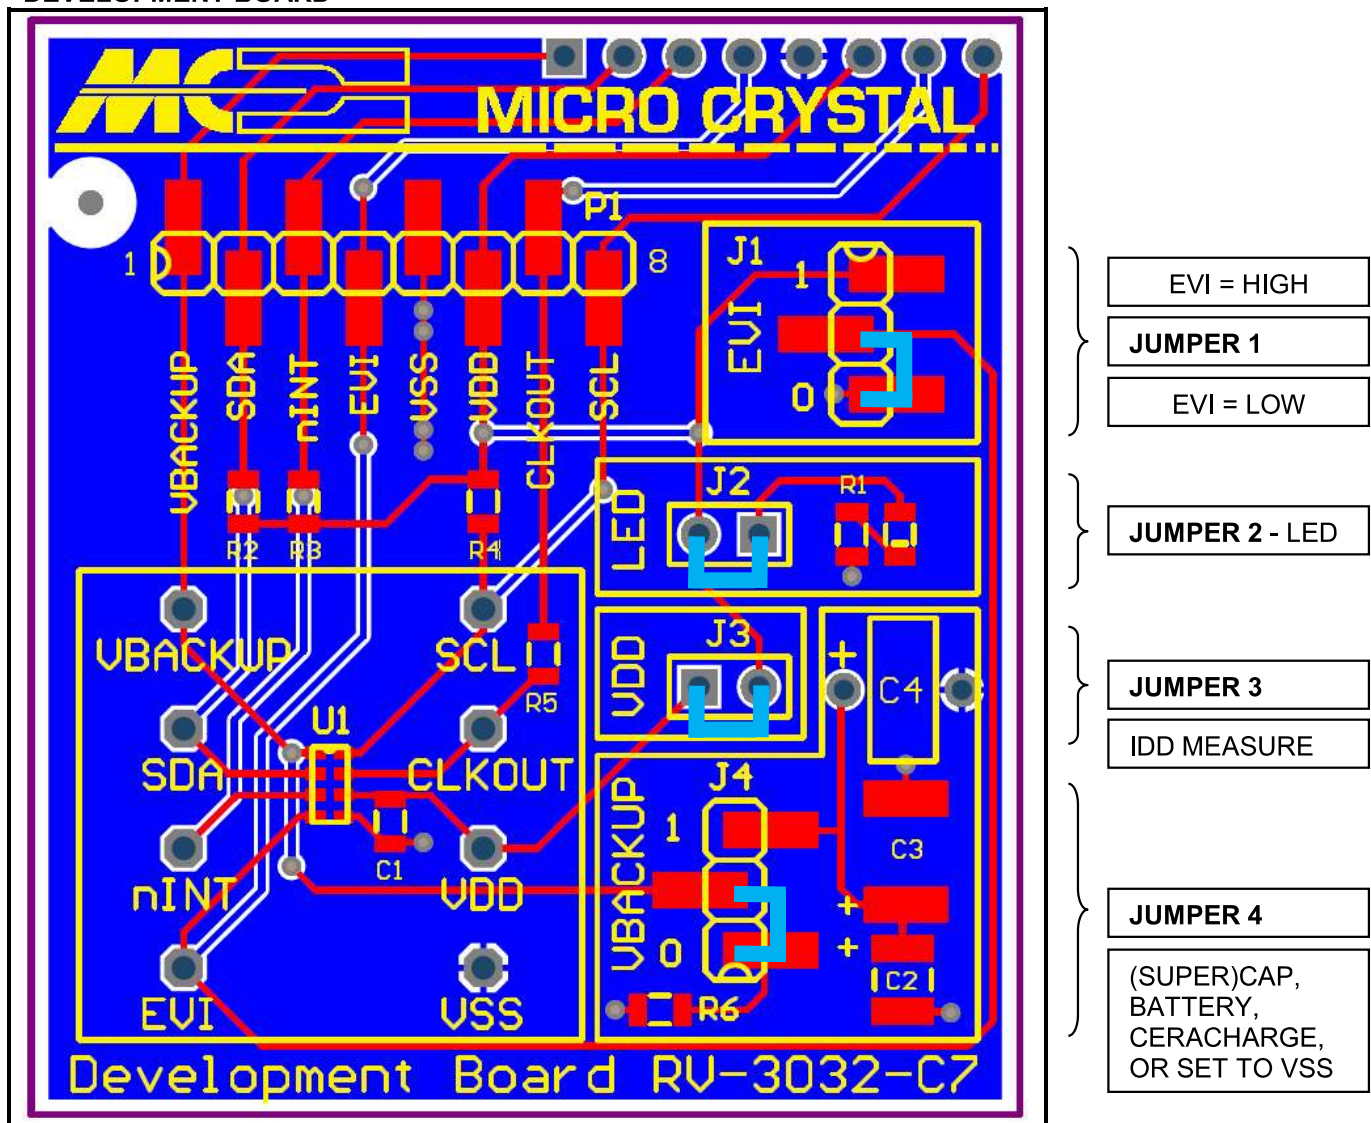 MICRO CRYSTAL
P1
1
8
VBACKUP
SDA
nINT
EVI
VSS
VDD
CLKOUT
SCL
J1
EVI
1
0
EVI = HIGH
JUMPER 1
EVI = LOW
J2
LED
R1
JUMPER 2 - LED
R2
R3
R4
VBACKUP
SCL
R5
J3
VDD
C4
+
JUMPER 3
IDD MEASURE
U1
SDA
CLKOUT
C1
nINT
VDD
EVI
VSS
J4
VBACKUP
1
0
C3
+
+
C2
R6
JUMPER 4
(SUPER)CAP,
BATTERY,
CERACHARGE,
OR SET TO VSS
Development Board RV-3032-C7